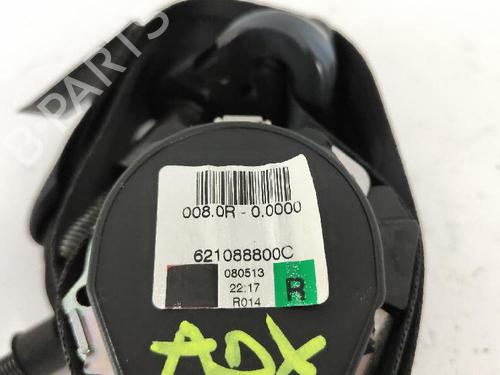 B-PARTS
008.0R - 0.0000
621088800C
080513
22:17
R014
R
ADX